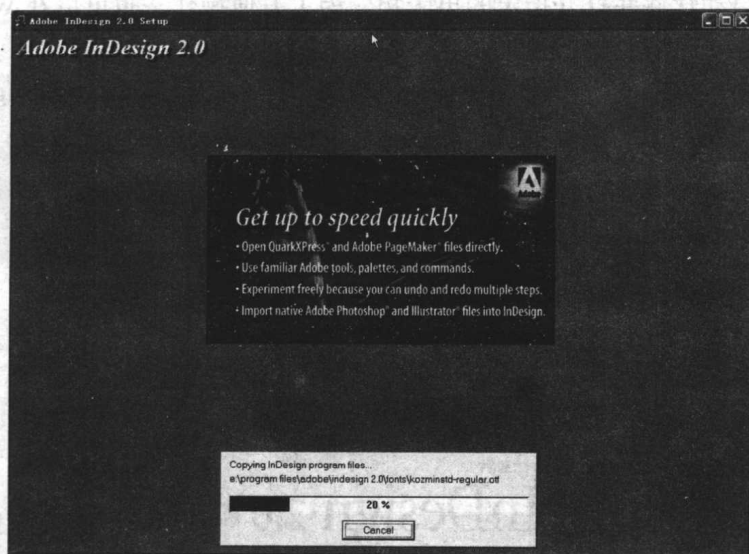 Adobe InDesign 2.0 Setup
Adobe InDesign 2.0
Adobe
Get up to speed quickly
• Open QuarkXPress™ and Adobe PageMaker® files directly.
• Use familiar Adobe tools, palettes, and commands.
• Experiment freely because you can undo and redo multiple steps.
• Import native Adobe Photoshop® and Illustrator® files into InDesign.
Copying InDesign program files...
e:\program files\adobe\indesign 2.0\fonts\kozminstd-regular.otf
20 %
Cancel